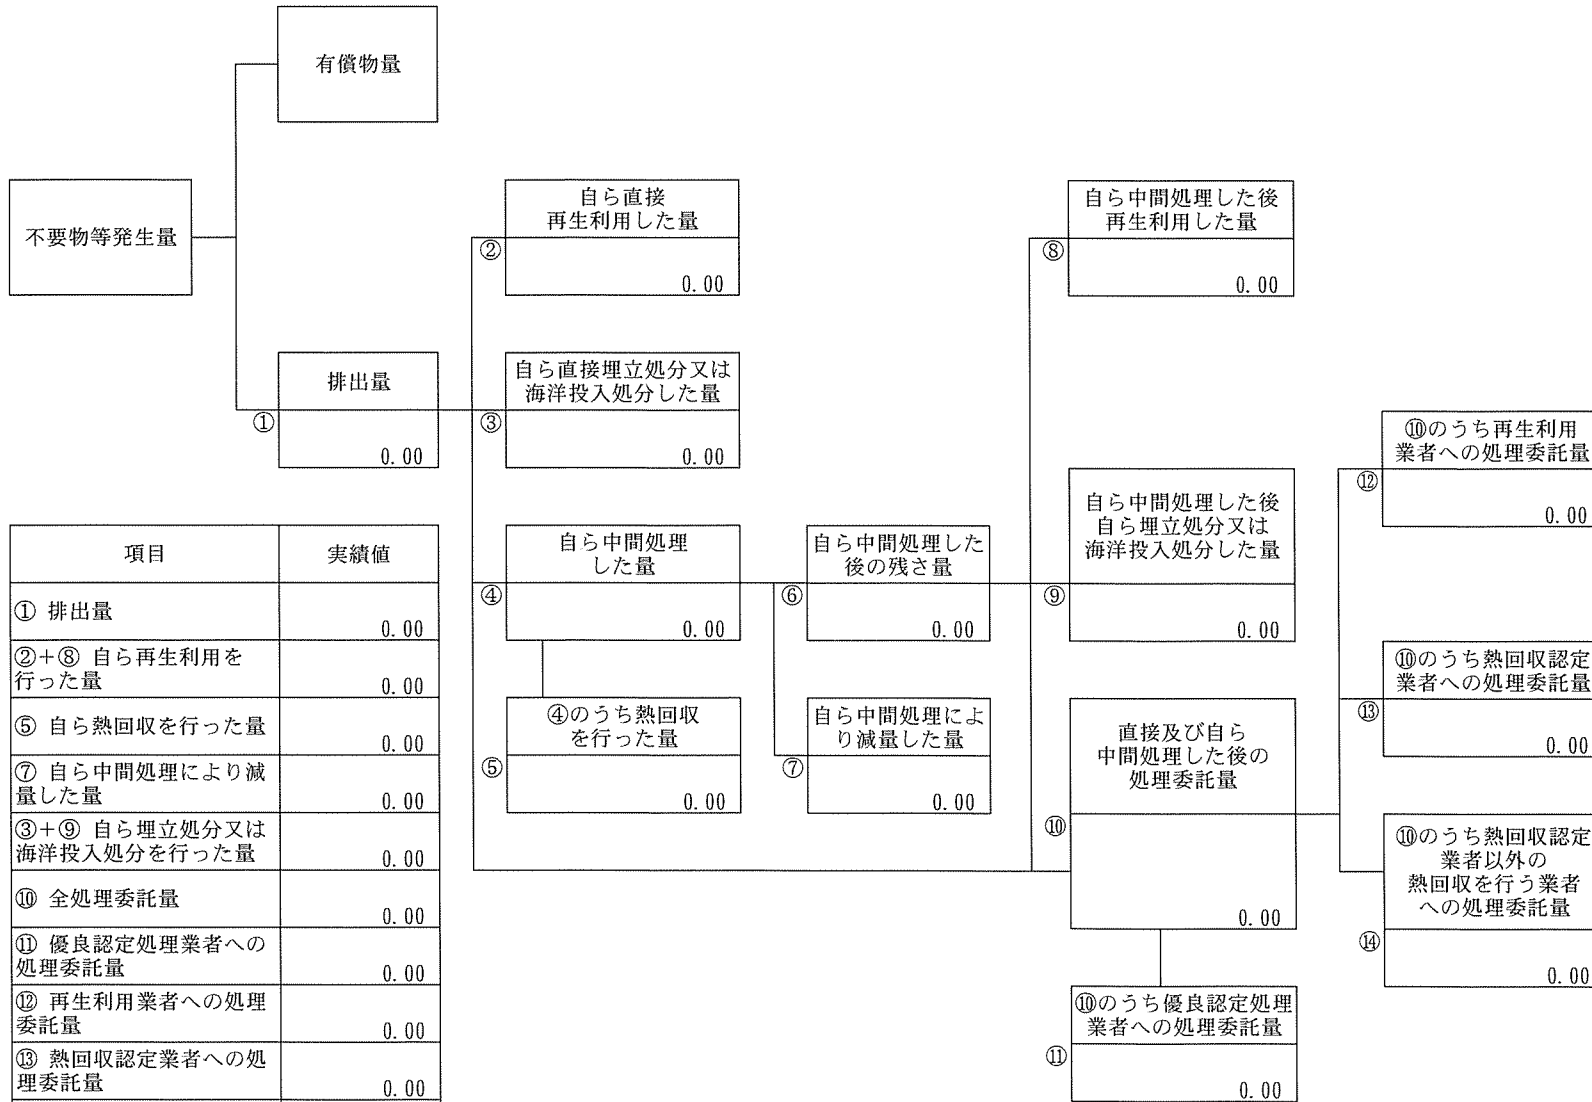 有償物量
不要物等発生量
自ら直接
再生利用した量
②
0.00
自ら中間処理した後
再生利用した量
⑧
0.00
排出量
①
0.00
自ら直接埋立処分又は
海洋投入処分した量
③
0.00
⑩のうち再生利用
業者への処理委託量
⑫
0.00
自ら中間処理
した量
④
0.00
自ら中間処理した
後の残さ量
⑥
0.00
自ら中間処理した後
自ら埋立処分又は
海洋投入処分した量
⑨
0.00
④のうち熱回収
を行った量
⑤
0.00
自ら中間処理によ
り減量した量
⑦
0.00
直接及び自ら
中間処理した後の
処理委託量
⑩
0.00
⑩のうち熱回収認定
業者への処理委託量
⑬
0.00
⑩のうち熱回収認定
業者以外の
熱回収を行う業者
への処理委託量
⑭
0.00
⑩のうち優良認定処理
業者への処理委託量
⑪
0.00
項目 実績値
① 排出量
0.00
②+⑧ 自ら再生利用を
行った量
0.00
⑤ 自ら熱回収を行った量
0.00
⑦ 自ら中間処理により減
量した量
0.00
③+⑨ 自ら埋立処分又は
海洋投入処分を行った量
0.00
⑩ 全処理委託量
0.00
⑪ 優良認定処理業者への
処理委託量
0.00
⑫ 再生利用業者への処理
委託量
0.00
⑬ 熱回収認定業者への処
理委託量
0.00